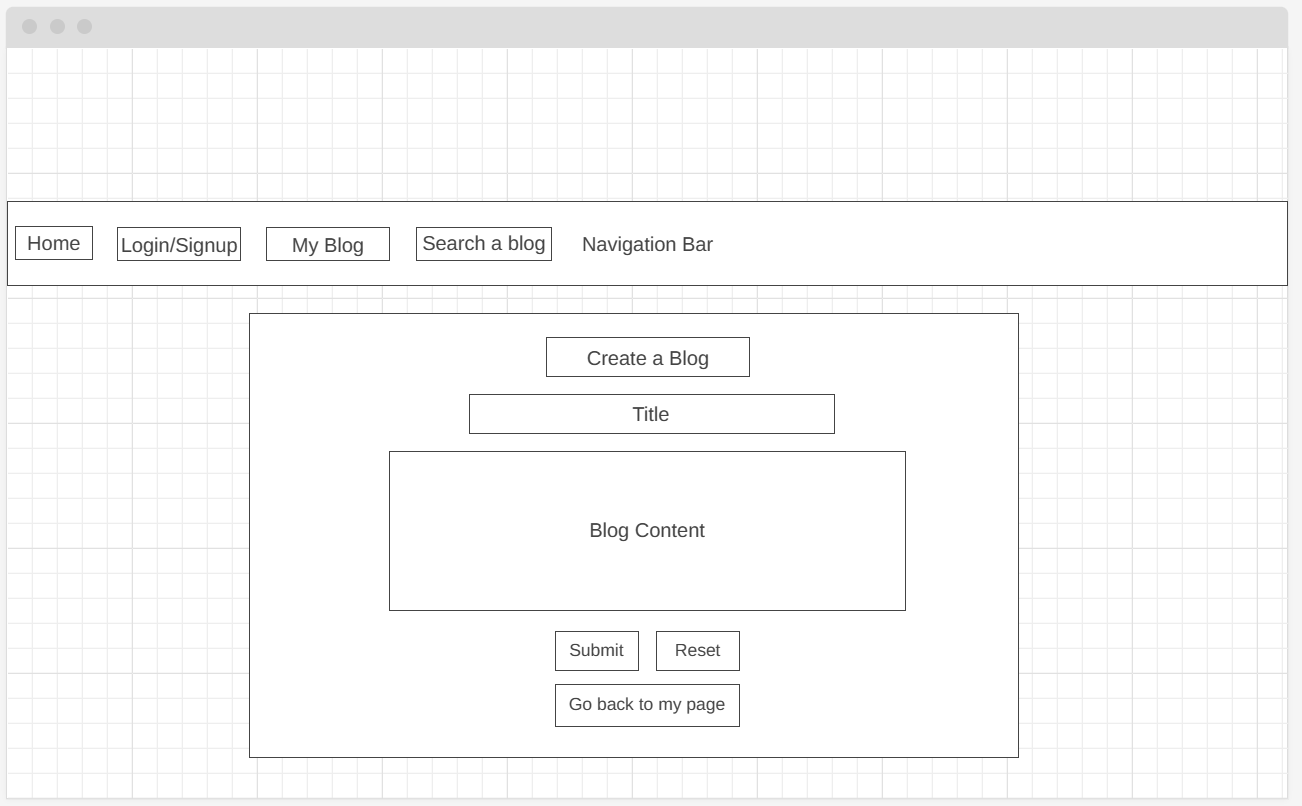 Home
Login/Signup
My Blog
Search a blog
Navigation Bar
Create a Blog
Title
Blog Content
Submit
Reset
Go back to my page